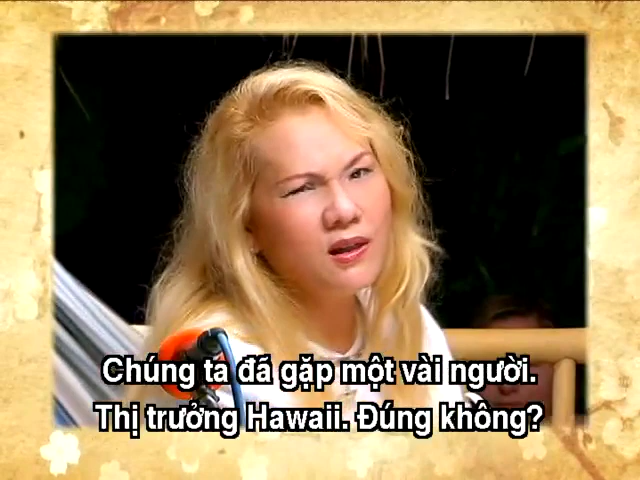 Chúng ta đã gặp một vài người.
Thị trưởng Hawaii. Đúng không?